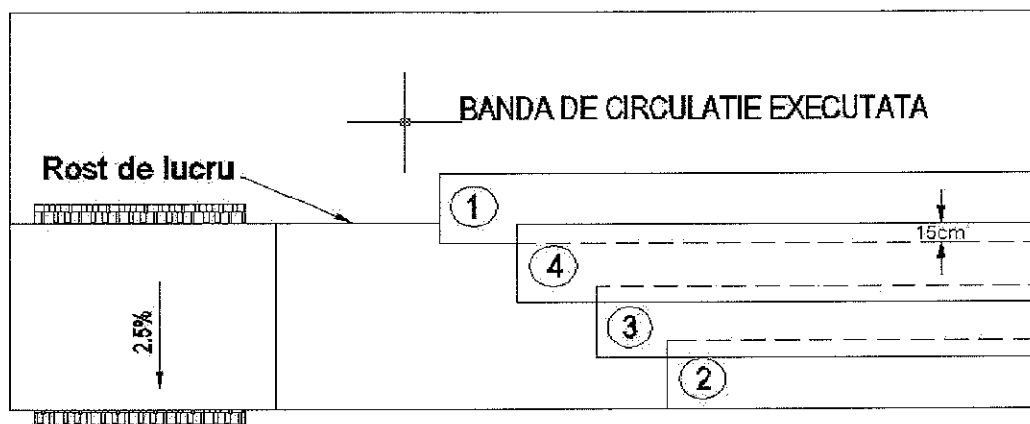 BANDA DE CIRCULATIE EXECUTATA
Rost de lucru
1
15cm
4
2.5%
3
2